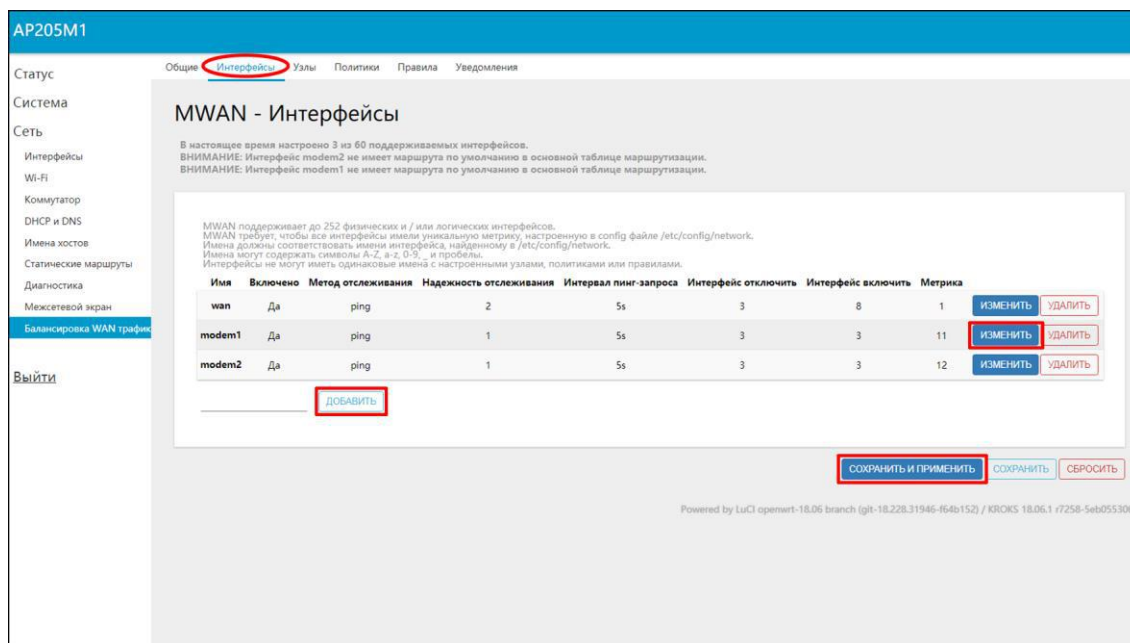 AP205M1
Статус
Система
Сеть
Интерфейсы
Wi-Fi
Коммутатор
DHCP и DNS
Имена хостов
Статические маршруты
Диагностика
Межсетевой экран
Балансировка WAN трафик
Выйти
Общие Интерфейсы Узлы Политики Правила Уведомления
MWAN - Интерфейсы
В настоящее время настроено 3 из 60 поддерживаемых интерфейсов.
ВНИМАНИЕ: Интерфейс modem2 не имеет маршрута по умолчанию в основной таблице маршрутизации.
ВНИМАНИЕ: Интерфейс modem1 не имеет маршрута по умолчанию в основной таблице маршрутизации.
MWAN поддерживает до 252 физических и / или логических интерфейсов.
MWAN требует, чтобы все интерфейсы имели уникальную метрику, настроенную в config файле /etc/config/network.
Имена должны соответствовать имени интерфейса, найденному в /etc/config/network.
Имена могут содержать символы A-Z, a-z, 0-9, _ и пробелы.
Интерфейсы не могут иметь одинаковые имена с настроенными узлами, политиками или правилами.
Имя Включено Метод отслеживания Надежность отслеживания Интервал пинг-запроса Интерфейс отключить Интерфейс включить Метрика
wan Да ping 2 5s 3 8 1 ИЗМЕНИТЬ УДАЛИТЬ
modem1 Да ping 1 5s 3 3 11 ИЗМЕНИТЬ УДАЛИТЬ
modem2 Да ping 1 5s 3 3 12 ИЗМЕНИТЬ УДАЛИТЬ
ДОБАВИТЬ
СОХРАНИТЬ И ПРИМЕНИТЬ СОХРАНИТЬ СБРОСИТЬ
Powered by LuCI openwrt-18.06 branch (git-18.228.31946-f64b152) / KROKS 18.06.1 r7258-5eb055306